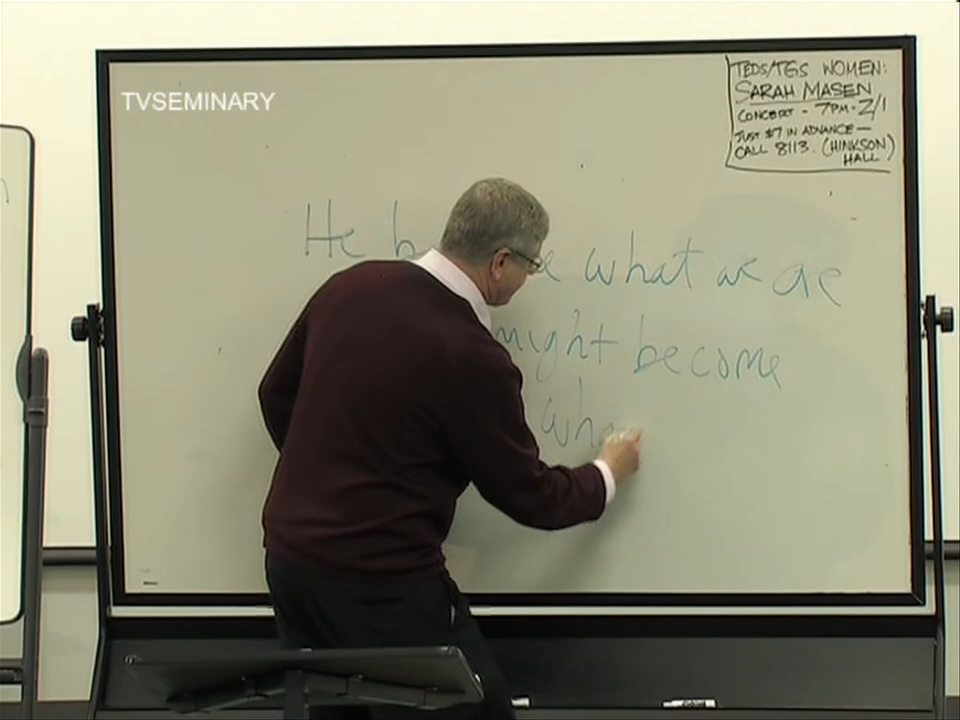 TVSEMINARY
TEDS/TGS WOMEN:
SARAH MASEN
CONCERT - 7PM - 2/1
JUST $7 IN ADVANCE —
CALL 8113. (HINKSON
HALL)
He what we are
might become